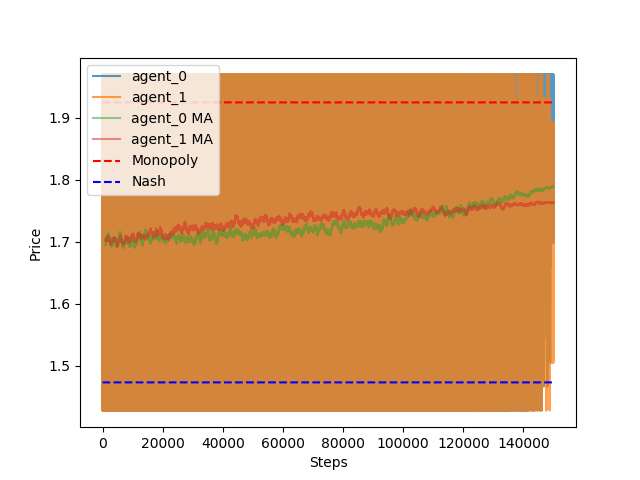 agent_0
agent_1
agent_0 MA
agent_1 MA
Monopoly
Nash
Price
1.9
1.8
1.7
1.6
1.5
0 20000 40000 60000 80000 100000 120000 140000
Steps